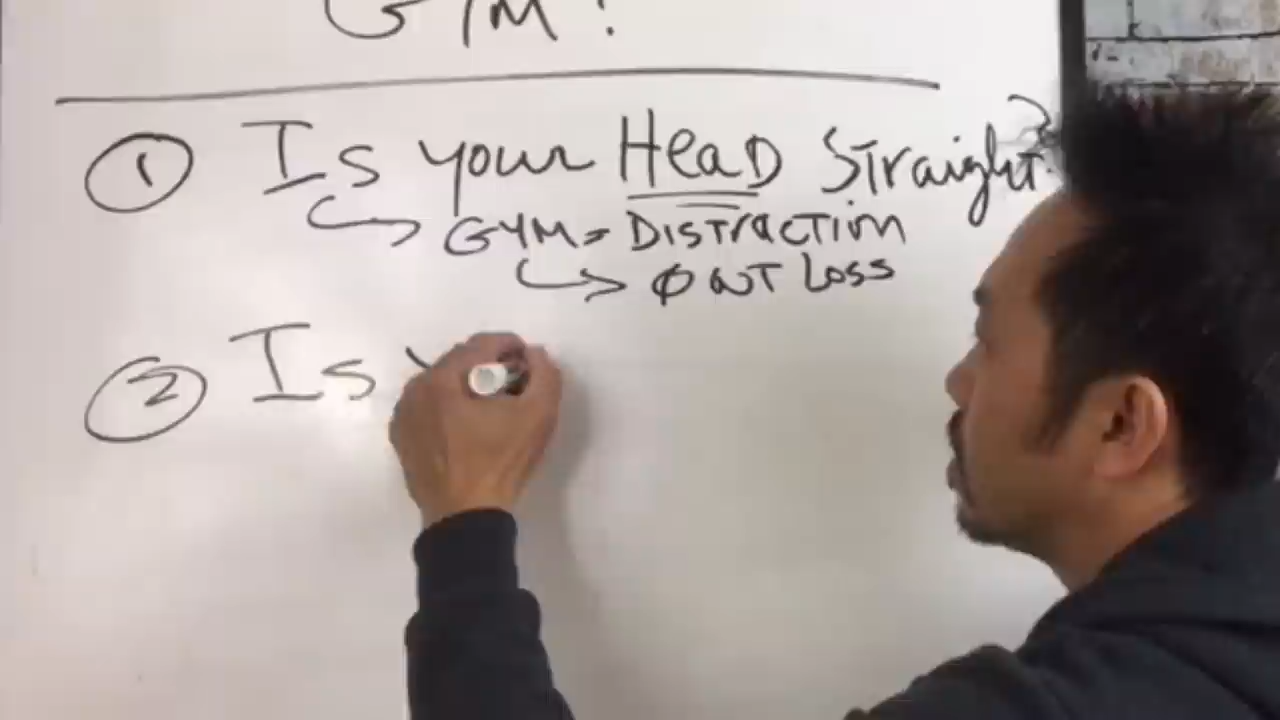 GYM?
① Is your HeaD Straight?
GYM = DISTRACTION
Ø WT Loss
② Is y